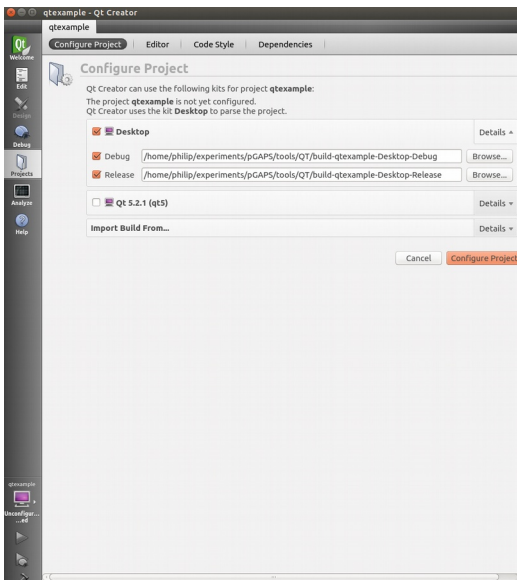 qtexample - Qt Creator
qtexample
Qt
Welcome
Edit
Design
Debug
Projects
Analyze
Help
Configure Project
Editor
Code Style
Dependencies
Configure Project
Qt Creator can use the following kits for project qtexample:
The project qtexample is not yet configured.
Qt Creator uses the kit Desktop to parse the project.
Desktop
Details
Debug
/home/philip/experiments/pGAPS/tools/QT/build-qtexample-Desktop-Debug
Browse...
Release
/home/philip/experiments/pGAPS/tools/QT/build-qtexample-Desktop-Release
Browse...
Qt 5.2.1 (qt5)
Details
Import Build From...
Details
Cancel
Configure Project
qtexample
Unconfigur...
...ed